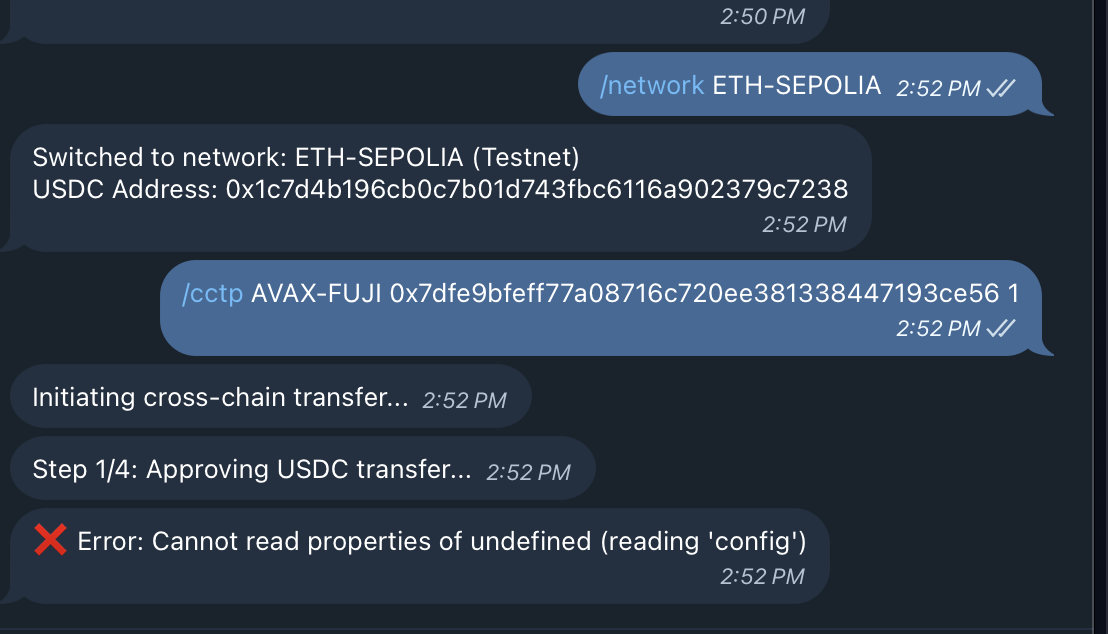 2:50 PM
/network ETH-SEPOLIA 2:52 PM
Switched to network: ETH-SEPOLIA (Testnet)
USDC Address: 0x1c7d4b196cb0c7b01d743fbc6116a902379c7238
2:52 PM
/cctp AVAX-FUJI 0x7dfe9bfeff77a08716c720ee381338447193ce56 1
2:52 PM
Initiating cross-chain transfer... 2:52 PM
Step 1/4: Approving USDC transfer... 2:52 PM
❌ Error: Cannot read properties of undefined (reading 'config')
2:52 PM